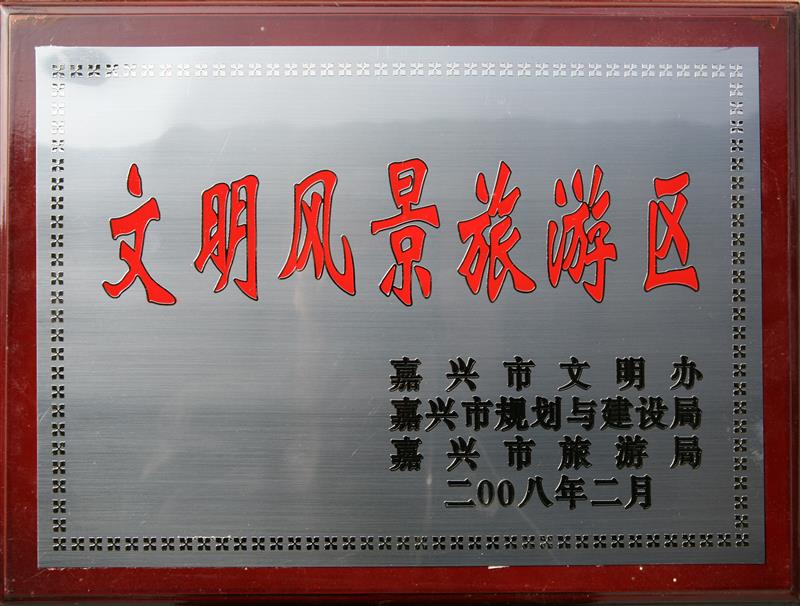 文明风景旅游区
嘉兴市文明办
嘉兴市规划与建设局
嘉兴市旅游局
二00八年二月